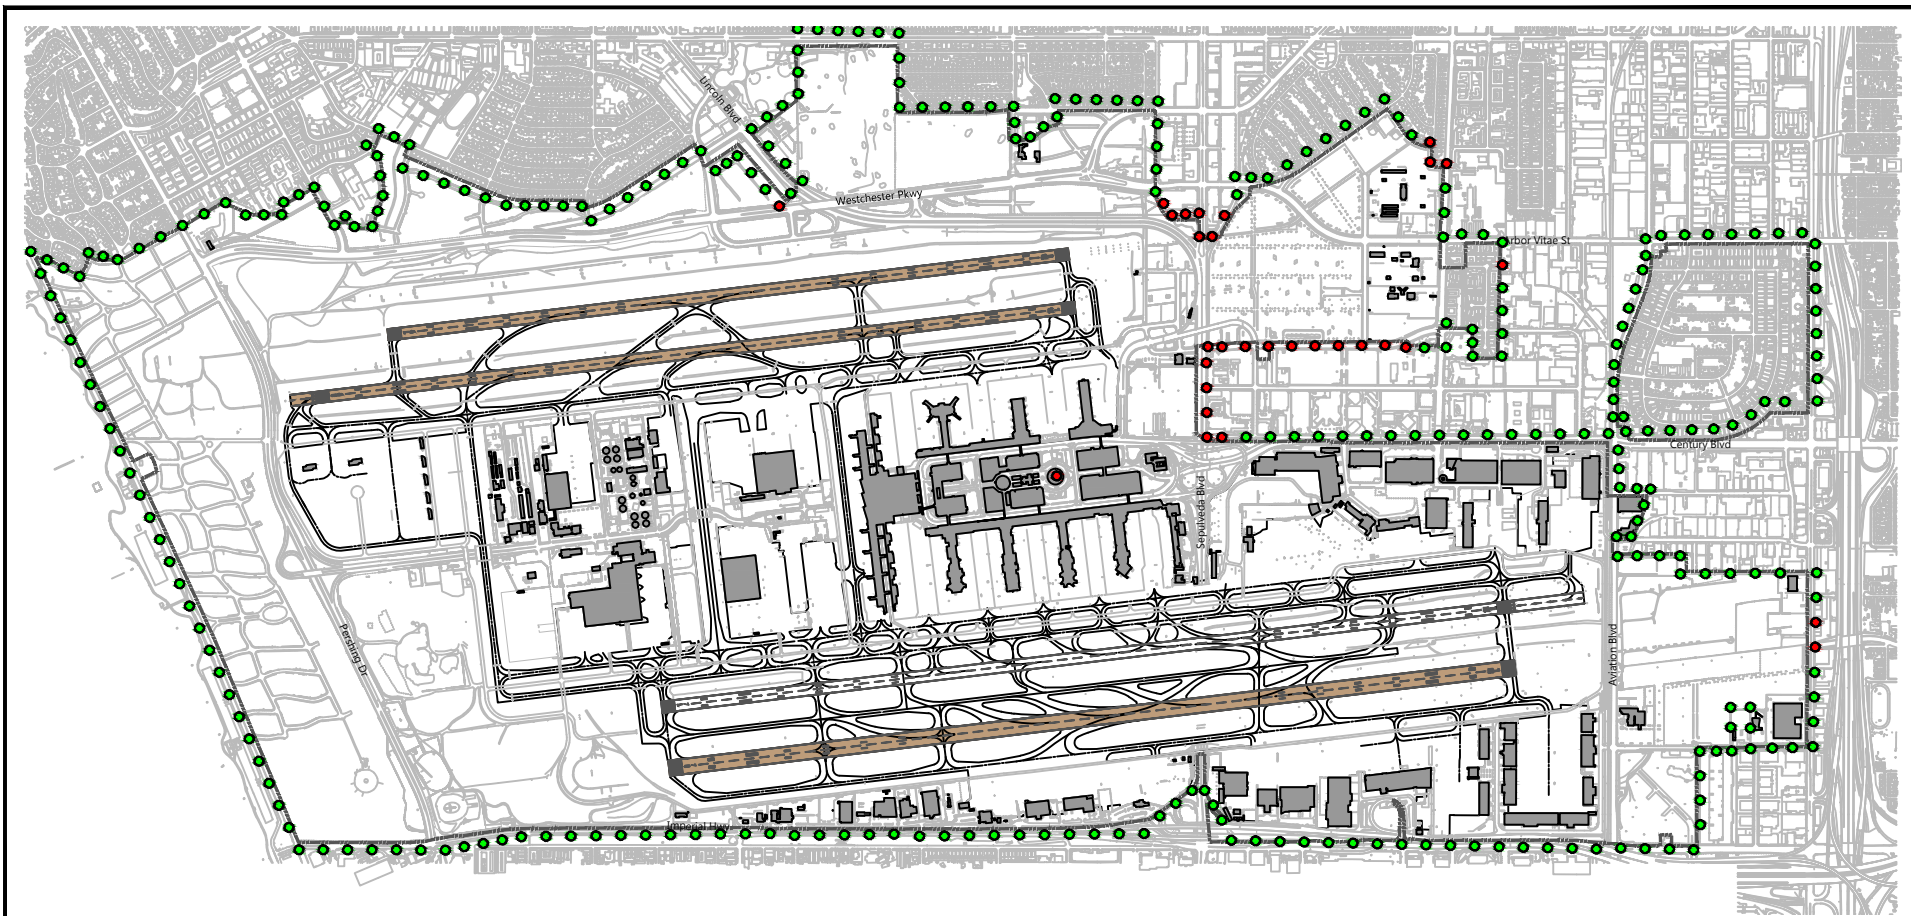 Lincoln Blvd
Westchester Pkwy
Arbor Vitae St
Century Blvd
Sepulveda Blvd
Pershing Dr
Aviation Blvd
Imperial Hwy